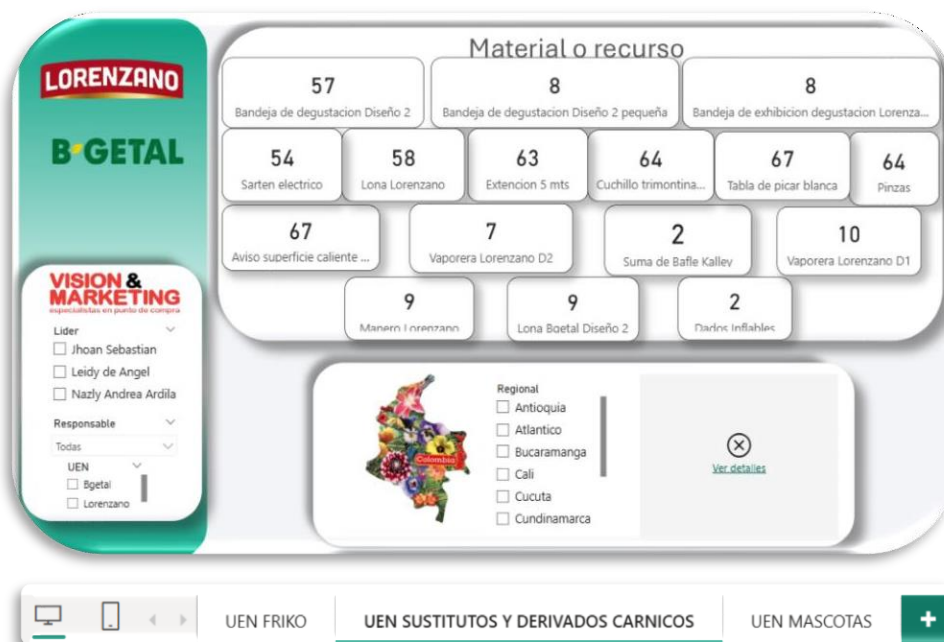 LORENZANO
B'GETAL
VISION &
MARKETING
especialistas en punto de compra
Lider
Jhoan Sebastian
Leidy de Angel
Nazly Andrea Ardila
Responsable
Todas
UEN
Bgetal
Lorenzano
Material o recurso
57
Bandeja de degustacion Diseño 2
8
Bandeja de degustacion Diseño 2 pequeña
8
Bandeja de exhibicion degustacion Lorenza...
54
Sarten electrico
58
Lona Lorenzano
63
Extencion 5 mts
64
Cuchillo trimontina...
67
Tabla de picar blanca
64
Pinzas
67
Aviso superficie caliente ...
7
Vaporera Lorenzano D2
2
Suma de Bafle Kalley
10
Vaporera Lorenzano D1
9
Manero Lorenzano
9
Lona Bgetal Diseño 2
2
Dados Inflables
Colombia
Regional
Antioquia
Atlantico
Bucaramanga
Cali
Cucuta
Cundinamarca
Ver detalles
UEN FRIKO
UEN SUSTITUTOS Y DERIVADOS CARNICOS
UEN MASCOTAS
+